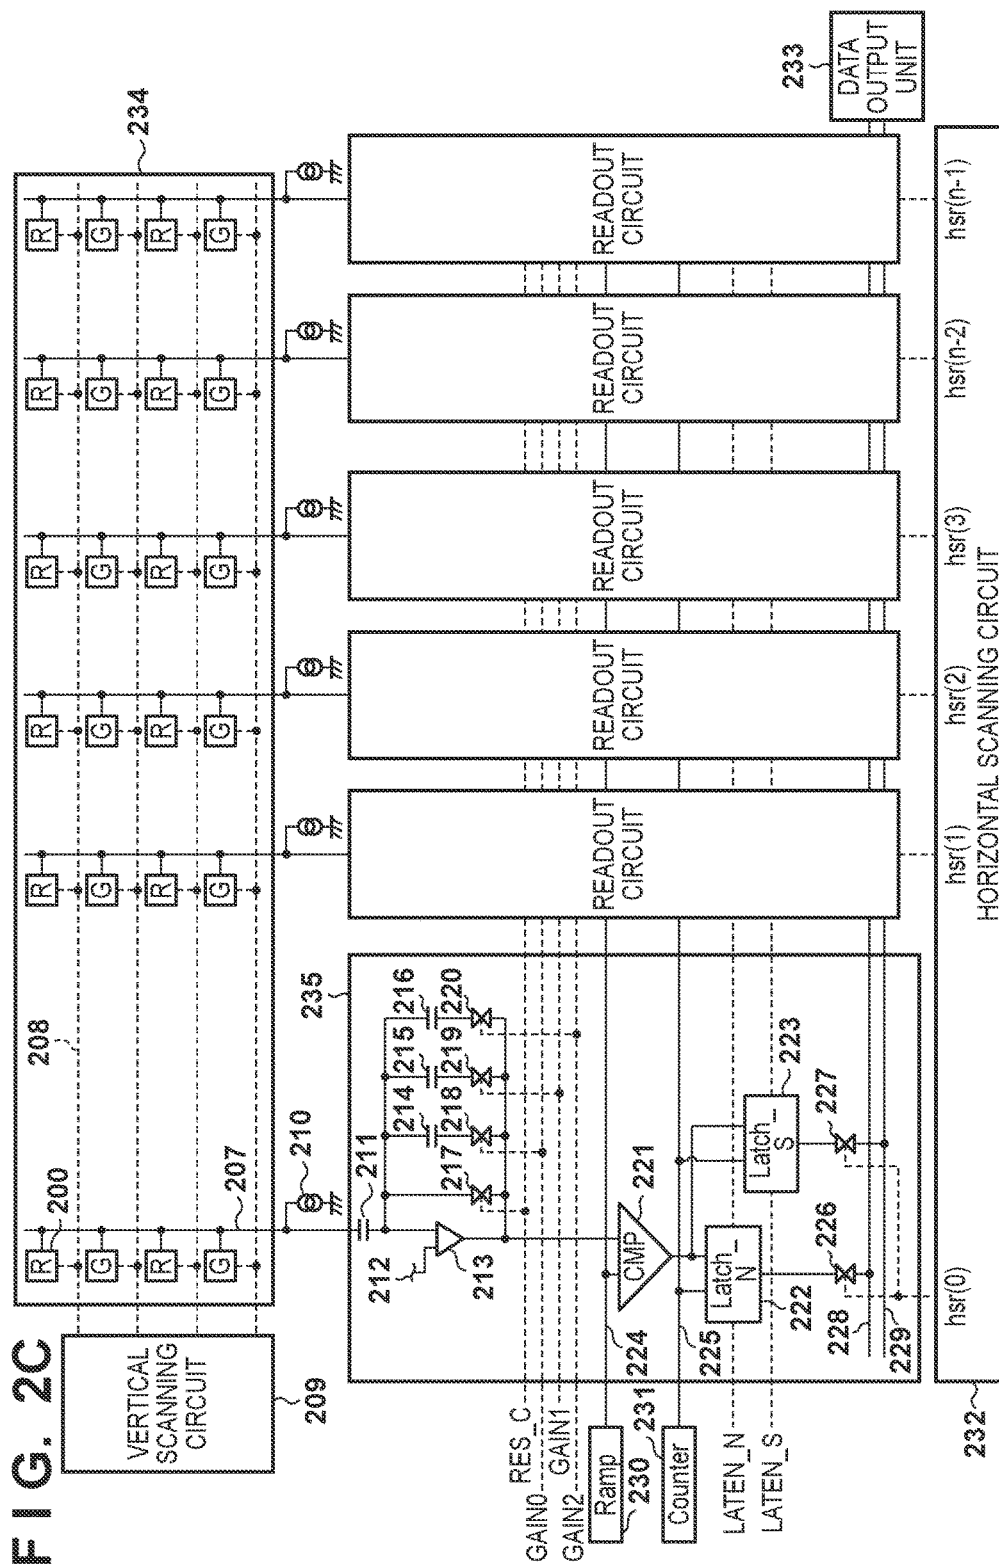 FIG. 2C
VERTICAL
SCANNING
CIRCUIT
209
208
234
R R R R R R
200
G G G G G G
R R R R R R
G G G G G G
207
210
211
235
212
213
214
215
216
217
218
219
220
RES_C
GAIN0
GAIN1
GAIN2
Ramp
230
224
CMP
221
Counter
231
225
LATEN_N
LATEN_S
Latch_
N
222
Latch_
S
223
226
227
228
229
READOUT
CIRCUIT
READOUT
CIRCUIT
READOUT
CIRCUIT
READOUT
CIRCUIT
READOUT
CIRCUIT
233
DATA
OUTPUT
UNIT
hsr(0) hsr(1) hsr(2) hsr(3) hsr(n-2) hsr(n-1)
HORIZONTAL SCANNING CIRCUIT
232